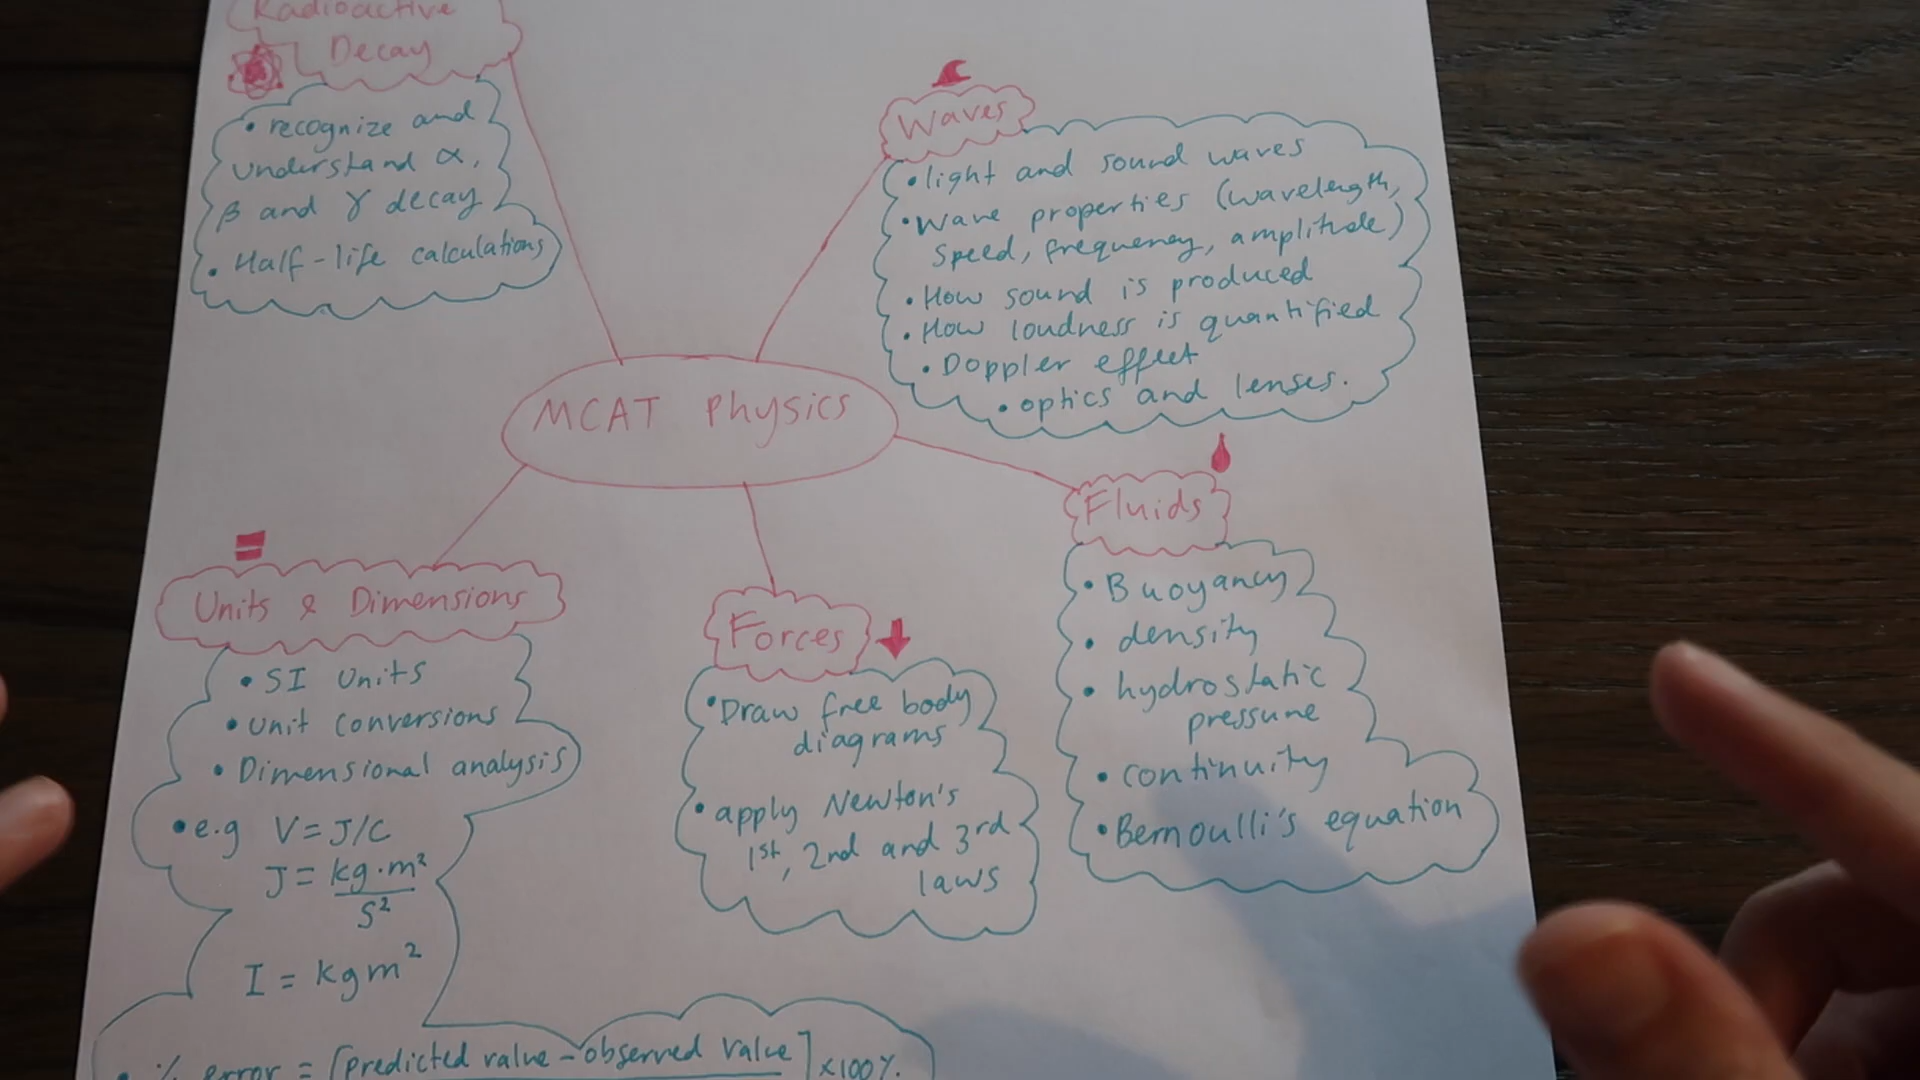 Radioactive
Decay
• recognize and
understand α,
β and γ decay
• Half-life calculations
Waves
• light and sound waves
• Wave properties (wavelength,
speed, frequency, amplitude)
• How sound is produced
• How loudness is quantified
• Doppler effect
• optics and lenses.
MCAT Physics
Fluids
• Buoyancy
• density
• hydrostatic
pressure
• continuity
• Bernoulli's equation
Units & Dimensions
• SI Units
• Unit conversions
• Dimensional analysis
• e.g V = J/C
J = kg·m²
s²
I = kgm²
• % error = [predicted value - observed value] x100%.
Forces
• Draw free body
diagrams
• apply Newton's
1st, 2nd and 3rd
laws